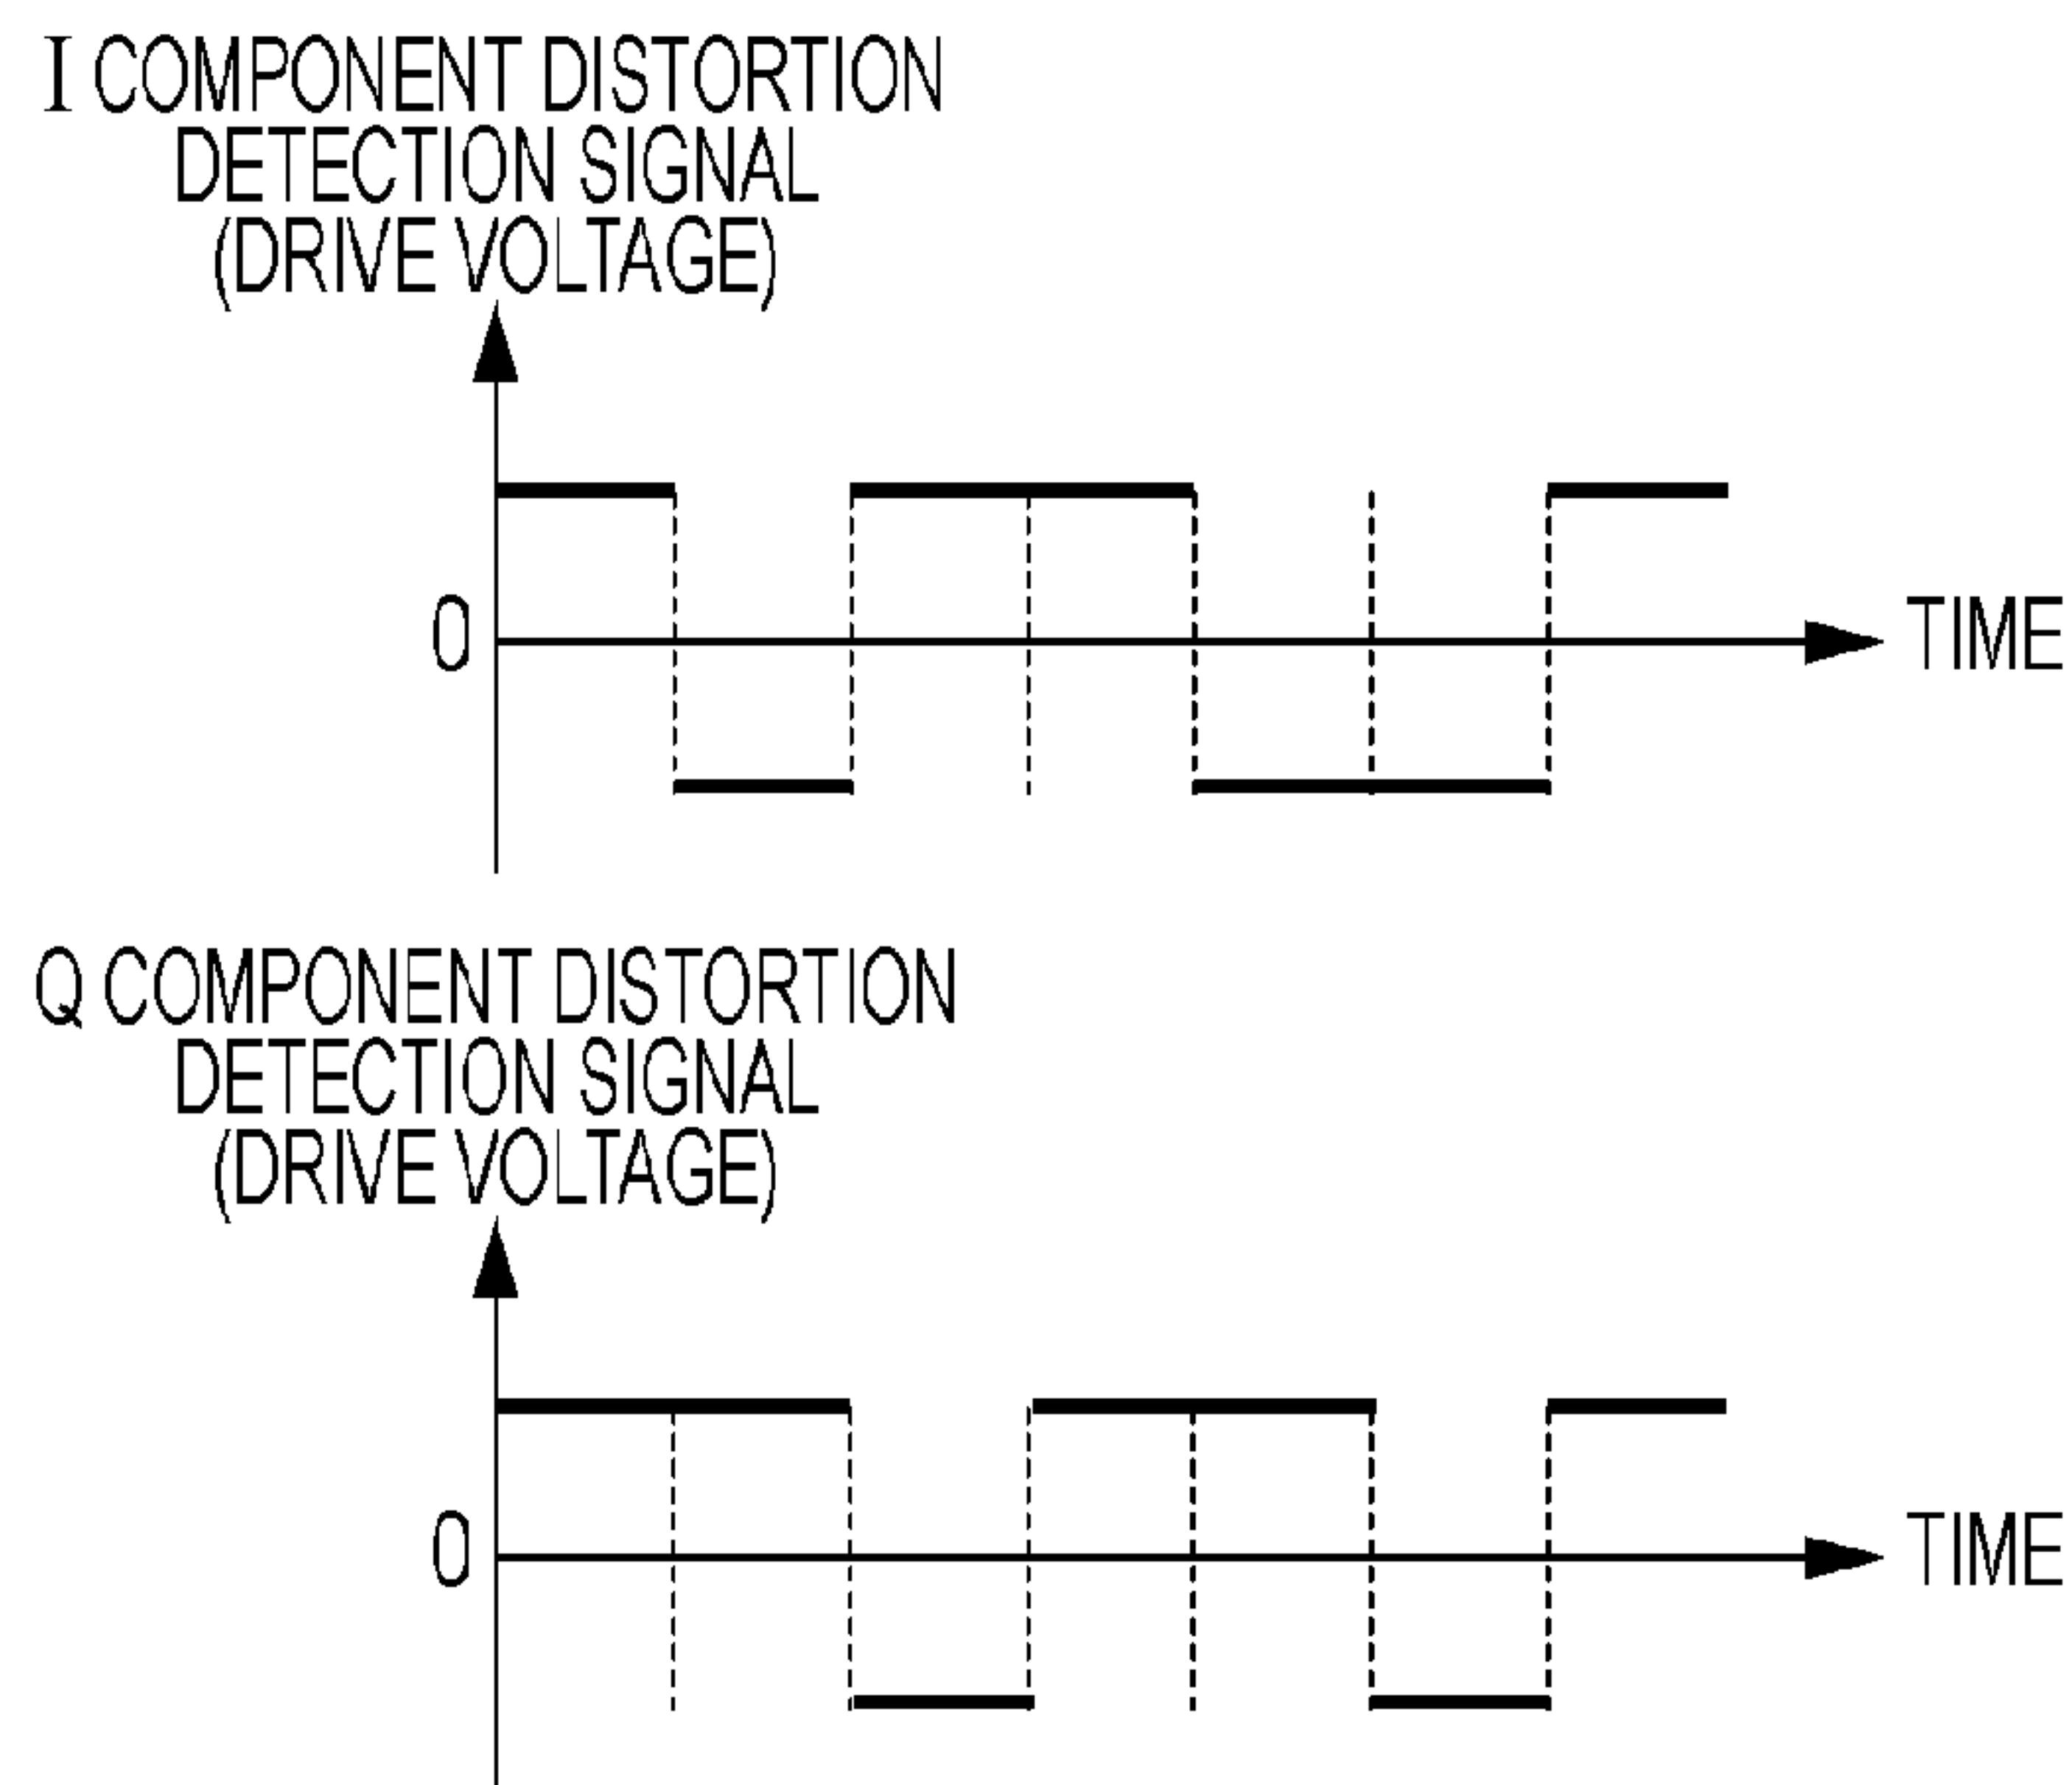 I COMPONENT DISTORTION
DETECTION SIGNAL
(DRIVE VOLTAGE)
0
TIME
Q COMPONENT DISTORTION
DETECTION SIGNAL
(DRIVE VOLTAGE)
0
TIME